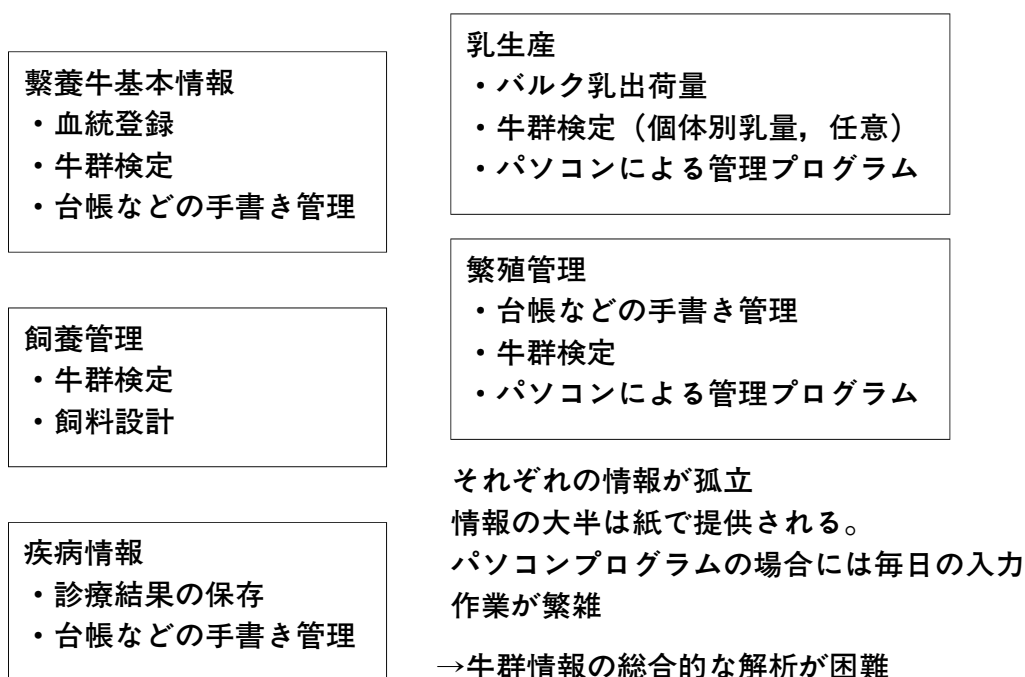 繫養牛基本情報
・血統登録
・牛群検定
・台帳などの手書き管理
飼養管理
・牛群検定
・飼料設計
疾病情報
・診療結果の保存
・台帳などの手書き管理
乳生産
・バルク乳出荷量
・牛群検定（個体別乳量，任意）
・パソコンによる管理プログラム
繁殖管理
・台帳などの手書き管理
・牛群検定
・パソコンによる管理プログラム
それぞれの情報が孤立
情報の大半は紙で提供される。
パソコンプログラムの場合には毎日の入力
作業が繁雑
→牛群情報の総合的な解析が困難